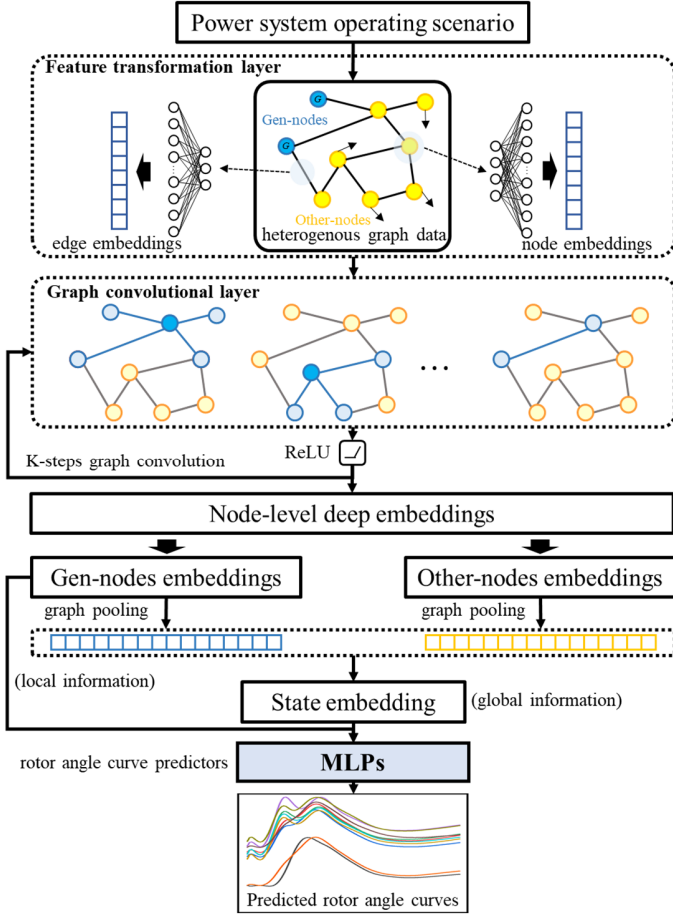 Power system operating scenario
Feature transformation layer
G
Gen-nodes
G
Other-nodes
heterogenous graph data
edge embeddings
node embeddings
Graph convolutional layer
...
ReLU
K-steps graph convolution
Node-level deep embeddings
Gen-nodes embeddings
Other-nodes embeddings
graph pooling
graph pooling
(local information)
State embedding
(global information)
rotor angle curve predictors
MLPs
Predicted rotor angle curves